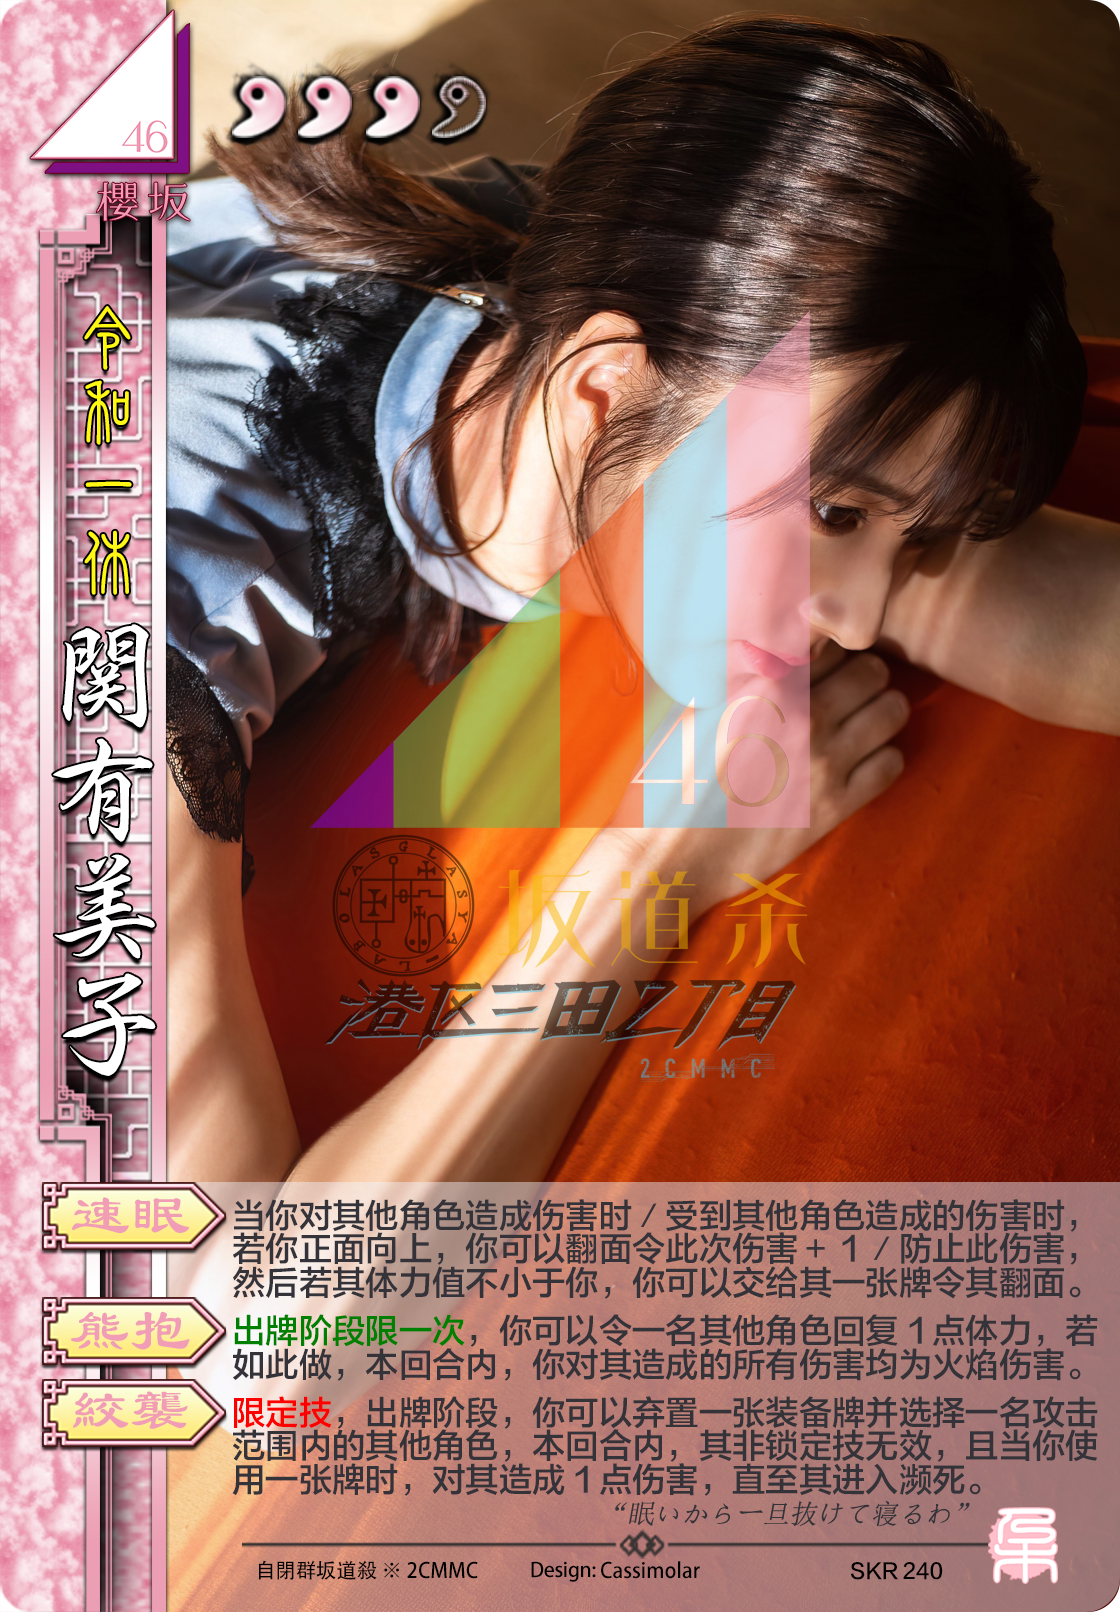 46
櫻坂
令和一休
関有美子
46
GLASYA-LABOLAS
坂道杀
港区三田乙丁目
2CMMC
速眠
当你对其他角色造成伤害时 / 受到其他角色造成的伤害时，
若你正面向上，你可以翻面令此次伤害 + 1 / 防止此伤害，
然后若其体力值不小于你，你可以交给其一张牌令其翻面。
熊抱
出牌阶段限一次，你可以令一名其他角色回复 1 点体力，若
如此做，本回合内，你对其造成的所有伤害均为火焰伤害。
絞襲
限定技，出牌阶段，你可以弃置一张装备牌并选择一名攻击
范围内的其他角色，本回合内，其非锁定技无效，且当你使
用一张牌时，对其造成 1 点伤害，直至其进入濒死。
“眠いから一旦抜けて寝るわ”
自閉群坂道殺 ※ 2CMMC
Design: Cassimolar
SKR 240